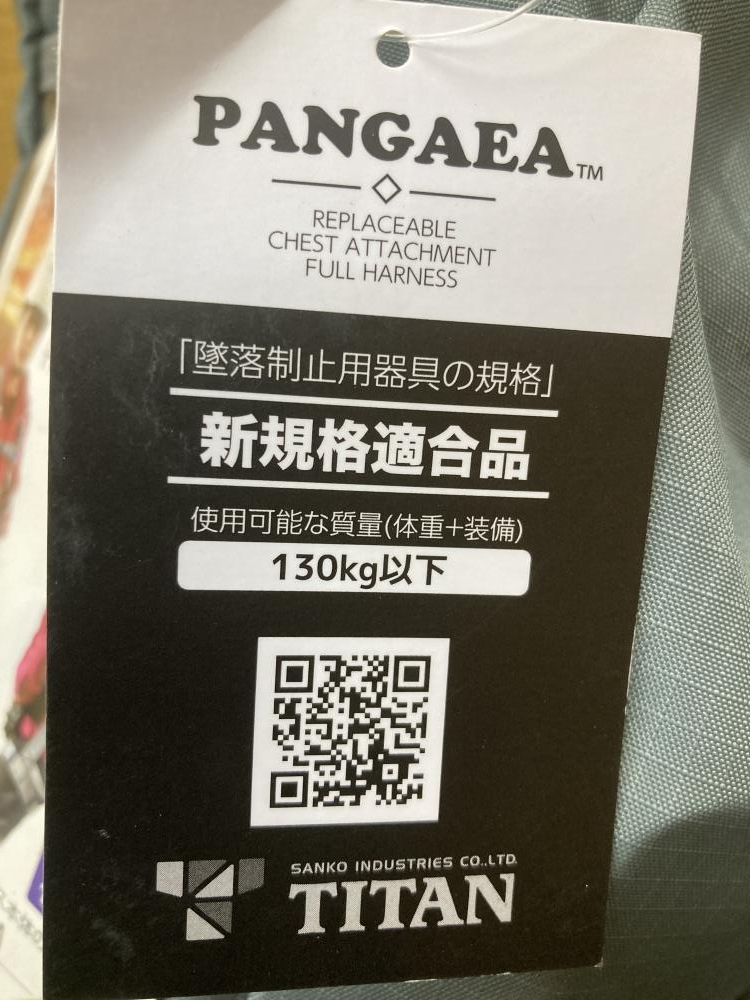 PANGAEA™
REPLACEABLE
CHEST ATTACHMENT
FULL HARNESS
「墜落制止用器具の規格」
新規格適合品
使用可能な質量(体重+装備)
130kg以下
SANKO INDUSTRIES CO.,LTD.
TITAN